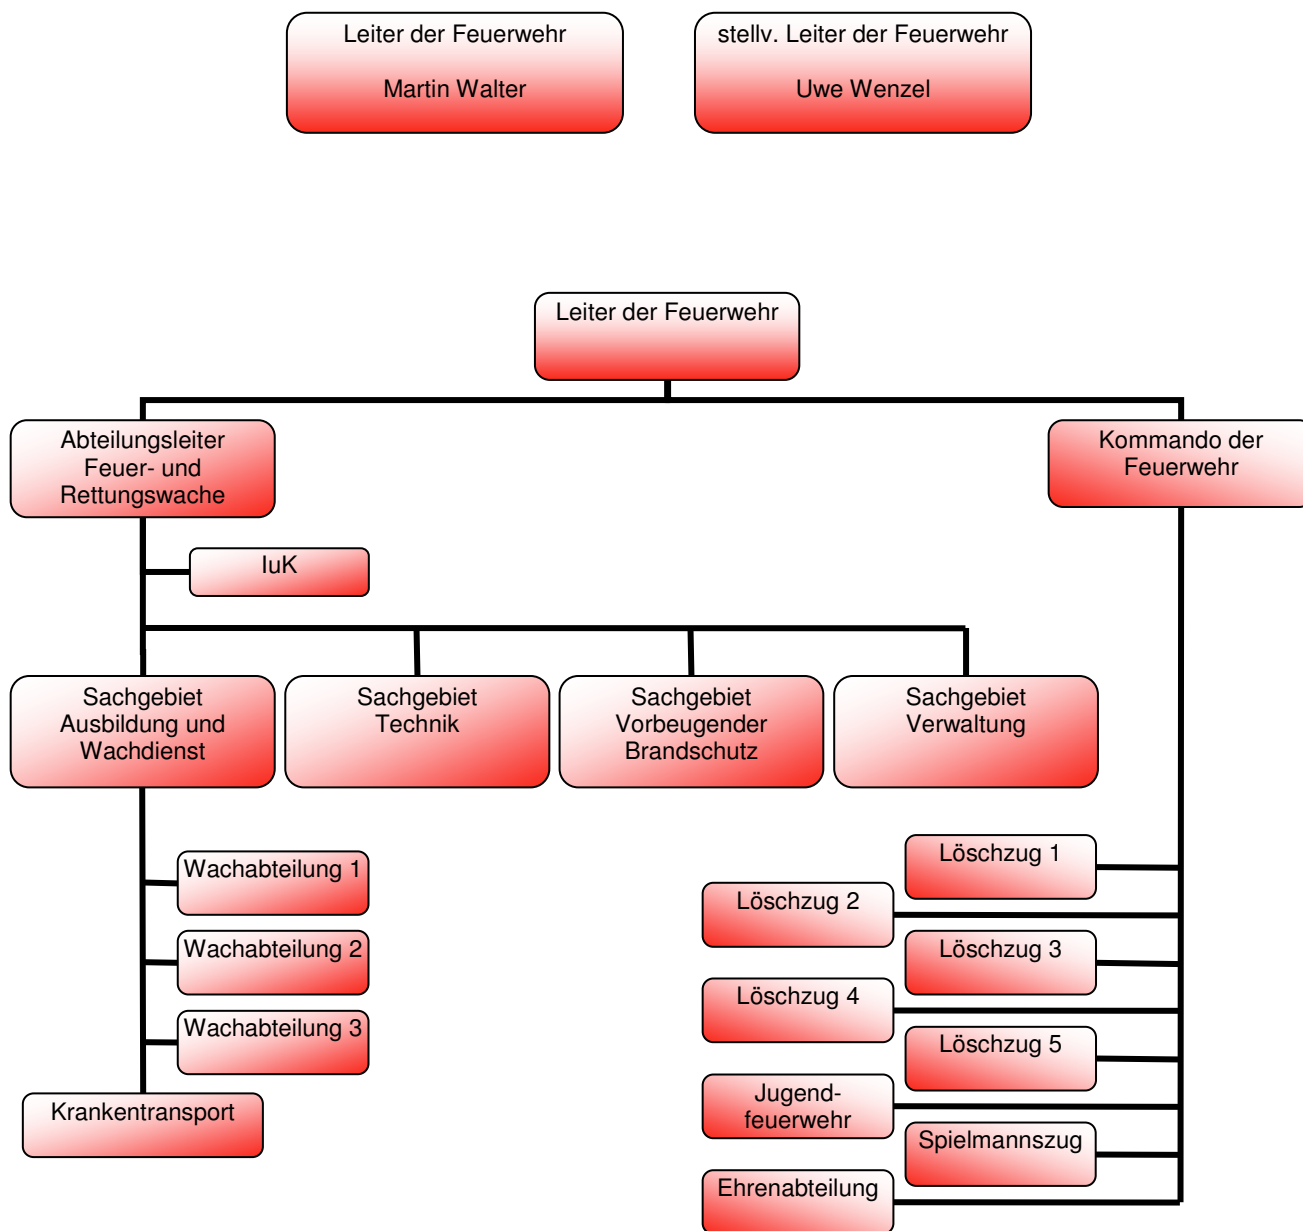 Leiter der Feuerwehr
Martin Walter
stellv. Leiter der Feuerwehr
Uwe Wenzel
Leiter der Feuerwehr
Abteilungsleiter
Feuer- und
Rettungswache
Kommando der
Feuerwehr
IuK
Sachgebiet
Ausbildung und
Wachdienst
Sachgebiet
Technik
Sachgebiet
Vorbeugender
Brandschutz
Sachgebiet
Verwaltung
Wachabteilung 1
Wachabteilung 2
Wachabteilung 3
Krankentransport
Löschzug 1
Löschzug 2
Löschzug 3
Löschzug 4
Löschzug 5
Jugend-
feuerwehr
Spielmannszug
Ehrenabteilung